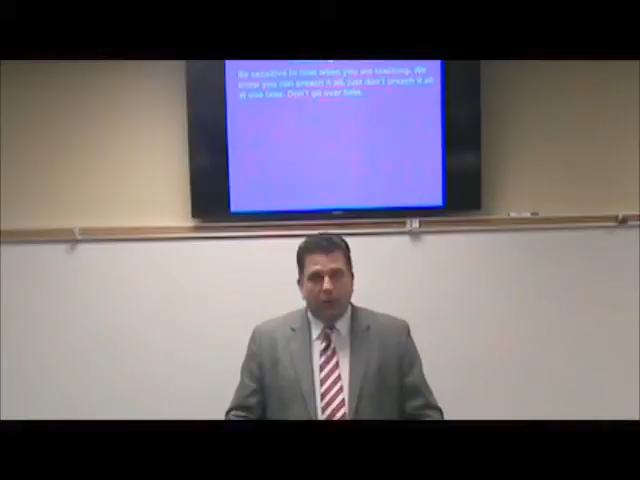 Be sensitive to time when you are teaching. We
know you can preach it all, just don't preach it all
at one time. Don't go over time.